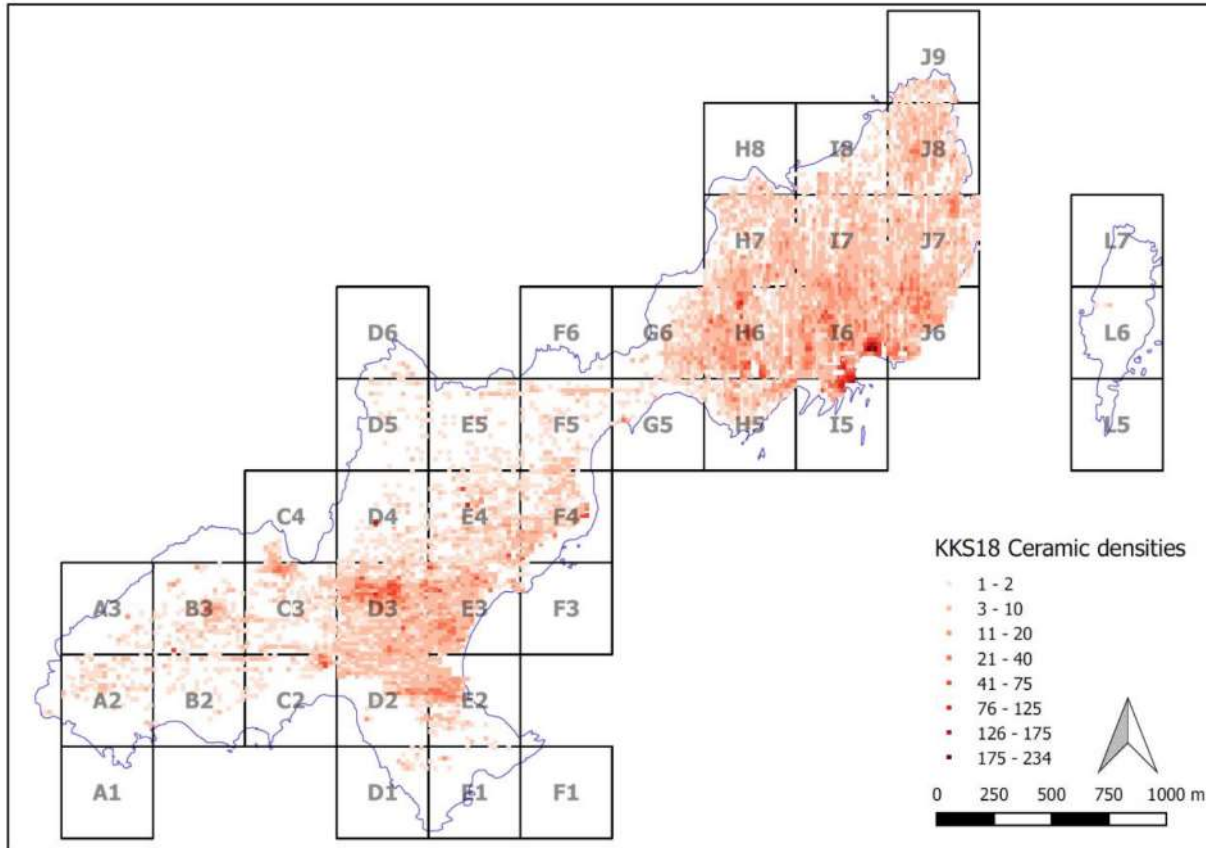 J9
H8 I8 J8
H7 I7 J7 L7
D6 F6 G6 H6 I6 J6 L6
D5 E5 F5 G5 H5 I5 L5
C4 D4 E4 F4
A3 B3 C3 D3 E3 F3
A2 B2 C2 D2 E2
A1 D1 E1 F1
KKS18 Ceramic densities
1 - 2
3 - 10
11 - 20
21 - 40
41 - 75
76 - 125
126 - 175
175 - 234
0 250 500 750 1000 m